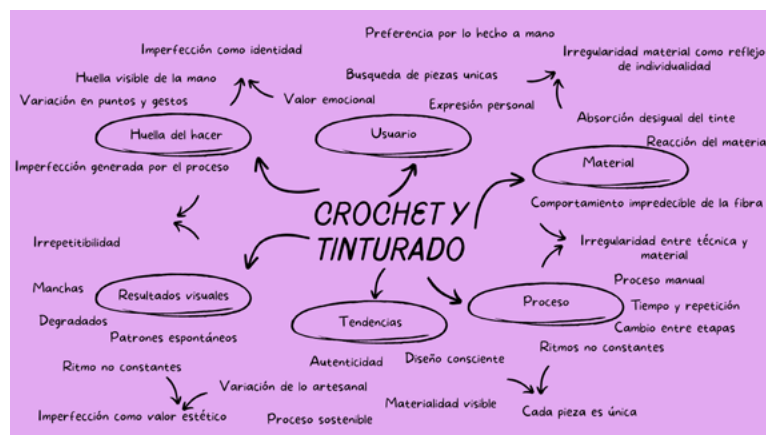 Preferencia por lo hecho a mano
Imperfección como identidad
Irregularidad material como reflejo
de individualidad
Huella visible de la mano
Busqueda de piezas unicas
Variación en puntos y gestos
Valor emocional
Expresión personal
Absorción desigual del tinte
Huella del hacer
Usuario
Reacción del materia
Material
Imperfección generada por el proceso
Comportamiento impredecible de la fibra
CROCHET Y
TINTURADO
Irrepetitibilidad
Irregularidad entre técnica y
material
Manchas
Resultados visuales
Proceso manual
Proceso
Tiempo y repetición
Degradados
Tendencias
Cambio entre etapas
Patrones espontáneos
Ritmos no constantes
Autenticidad
Diseño consciente
Ritmo no constantes
Variación de lo artesanal
Materialidad visible
Cada pieza es única
Imperfección como valor estético
Proceso sostenible